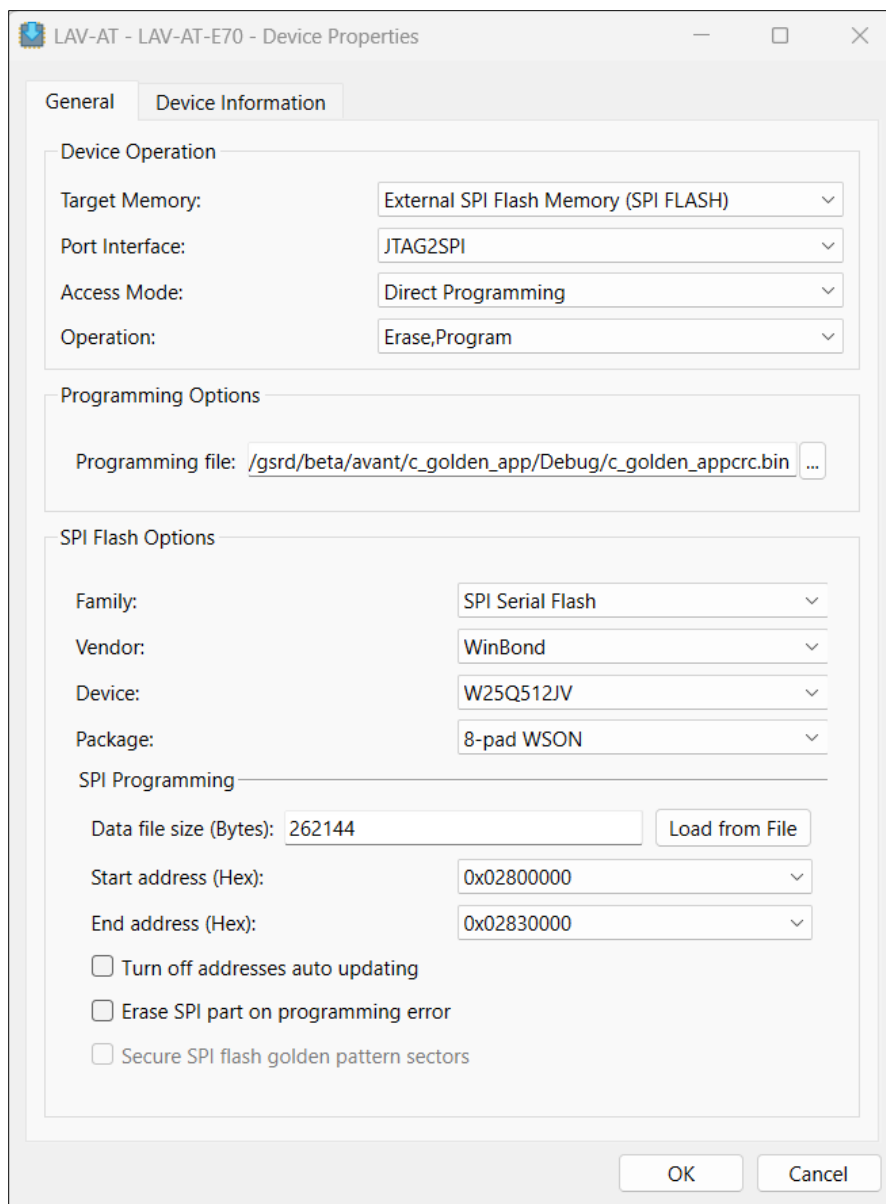 LAV-AT - LAV-AT-E70 - Device Properties
General Device Information
Device Operation
Target Memory: External SPI Flash Memory (SPI FLASH)
Port Interface: JTAG2SPI
Access Mode: Direct Programming
Operation: Erase,Program
Programming Options
Programming file: /gsrd/beta/avant/c_golden_app/Debug/c_golden_appcrc.bin ...
SPI Flash Options
Family: SPI Serial Flash
Vendor: WinBond
Device: W25Q512JV
Package: 8-pad WSON
SPI Programming
Data file size (Bytes): 262144 Load from File
Start address (Hex): 0x02800000
End address (Hex): 0x02830000
Turn off addresses auto updating
Erase SPI part on programming error
Secure SPI flash golden pattern sectors
OK Cancel